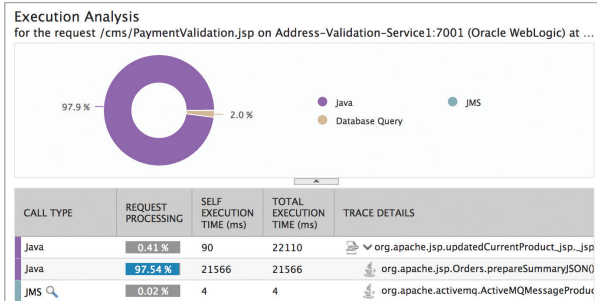 Execution Analysis
for the request /cms/PaymentValidation.jsp on Address-Validation-Service1:7001 (Oracle WebLogic) at ...
97.9 %
2.0 %
Java
JMS
Database Query
CALL TYPE
REQUEST
PROCESSING
SELF
EXECUTION
TIME (ms)
TOTAL
EXECUTION
TIME (ms)
TRACE DETAILS
Java 0.41 % 90 22110 org.apache.jsp.updatedCurrentProduct_jsp._jsp
Java 97.54 % 21566 21566 org.apache.jsp.Orders.prepareSummaryJSON()
JMS 0.02 % 4 4 org.apache.activemq.ActiveMQMessageProduc